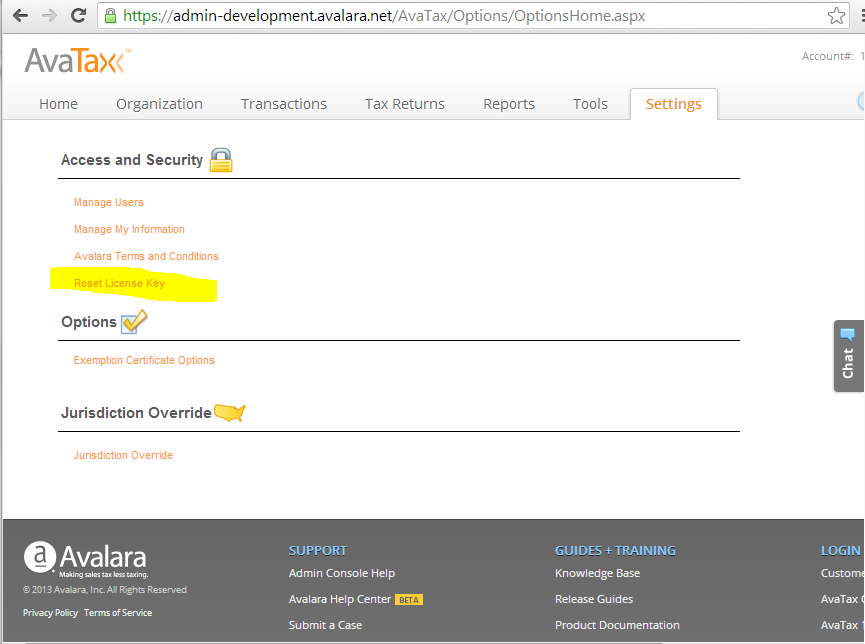 https://admin-development.avalara.net/AvaTax/Options/OptionsHome.aspx
AvaTax™
Account#: 1
Home Organization Transactions Tax Returns Reports Tools Settings
Access and Security
Manage Users
Manage My Information
Avalara Terms and Conditions
Reset License Key
Options
Exemption Certificate Options
Chat
Jurisdiction Override
Jurisdiction Override
a Avalara
Making sales tax less taxing.
© 2013 Avalara, Inc. All Rights Reserved
Privacy Policy Terms of Service
SUPPORT
Admin Console Help
Avalara Help Center BETA
Submit a Case
GUIDES + TRAINING
Knowledge Base
Release Guides
Product Documentation
LOGIN
Custome
AvaTax
AvaTax